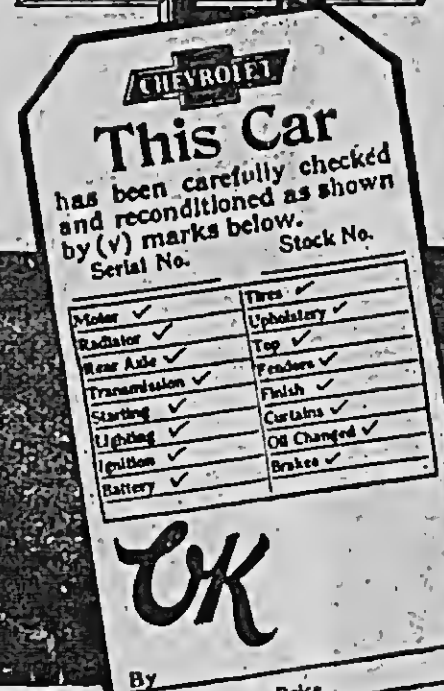 CHEVROLET
This Car
has been carefully checked
and reconditioned as shown
by (√) marks below.
Serial No. Stock No.
Motor ✓ Tires ✓
Radiator ✓ Upholstery ✓
Rear Axle ✓ Top ✓
Transmission ✓ Fenders ✓
Starting ✓ Finish ✓
Lighting ✓ Curtains ✓
Ignition ✓ Oil Changed ✓
Battery ✓ Brakes ✓
OK
By